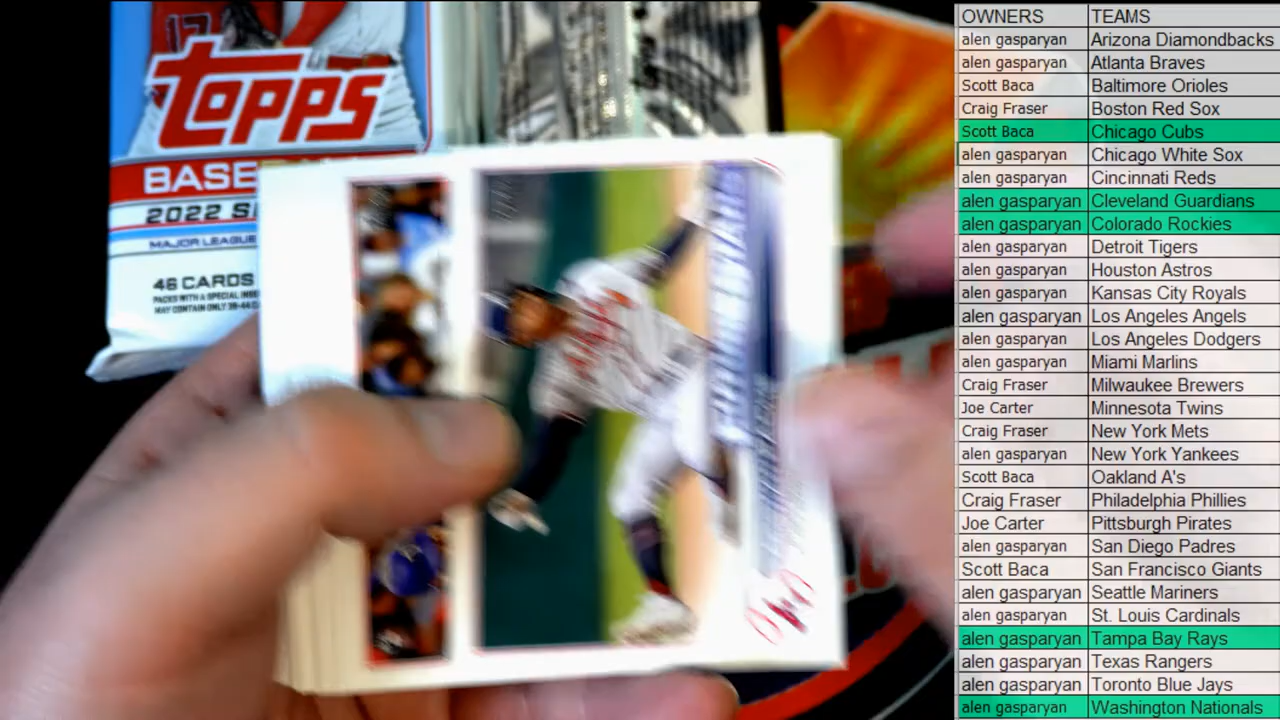 17
TOPPS
BASE
2022 S
MAJOR LEAGUE
46 CARDS
OWNERS TEAMS
alen gasparyan Arizona Diamondbacks
alen gasparyan Atlanta Braves
Scott Baca Baltimore Orioles
Craig Fraser Boston Red Sox
Scott Baca Chicago Cubs
alen gasparyan Chicago White Sox
alen gasparyan Cincinnati Reds
alen gasparyan Cleveland Guardians
alen gasparyan Colorado Rockies
alen gasparyan Detroit Tigers
alen gasparyan Houston Astros
alen gasparyan Kansas City Royals
alen gasparyan Los Angeles Angels
alen gasparyan Los Angeles Dodgers
alen gasparyan Miami Marlins
Craig Fraser Milwaukee Brewers
Joe Carter Minnesota Twins
Craig Fraser New York Mets
alen gasparyan New York Yankees
Scott Baca Oakland A's
Craig Fraser Philadelphia Phillies
Joe Carter Pittsburgh Pirates
alen gasparyan San Diego Padres
Scott Baca San Francisco Giants
alen gasparyan Seattle Mariners
alen gasparyan St. Louis Cardinals
alen gasparyan Tampa Bay Rays
alen gasparyan Texas Rangers
alen gasparyan Toronto Blue Jays
alen gasparyan Washington Nationals